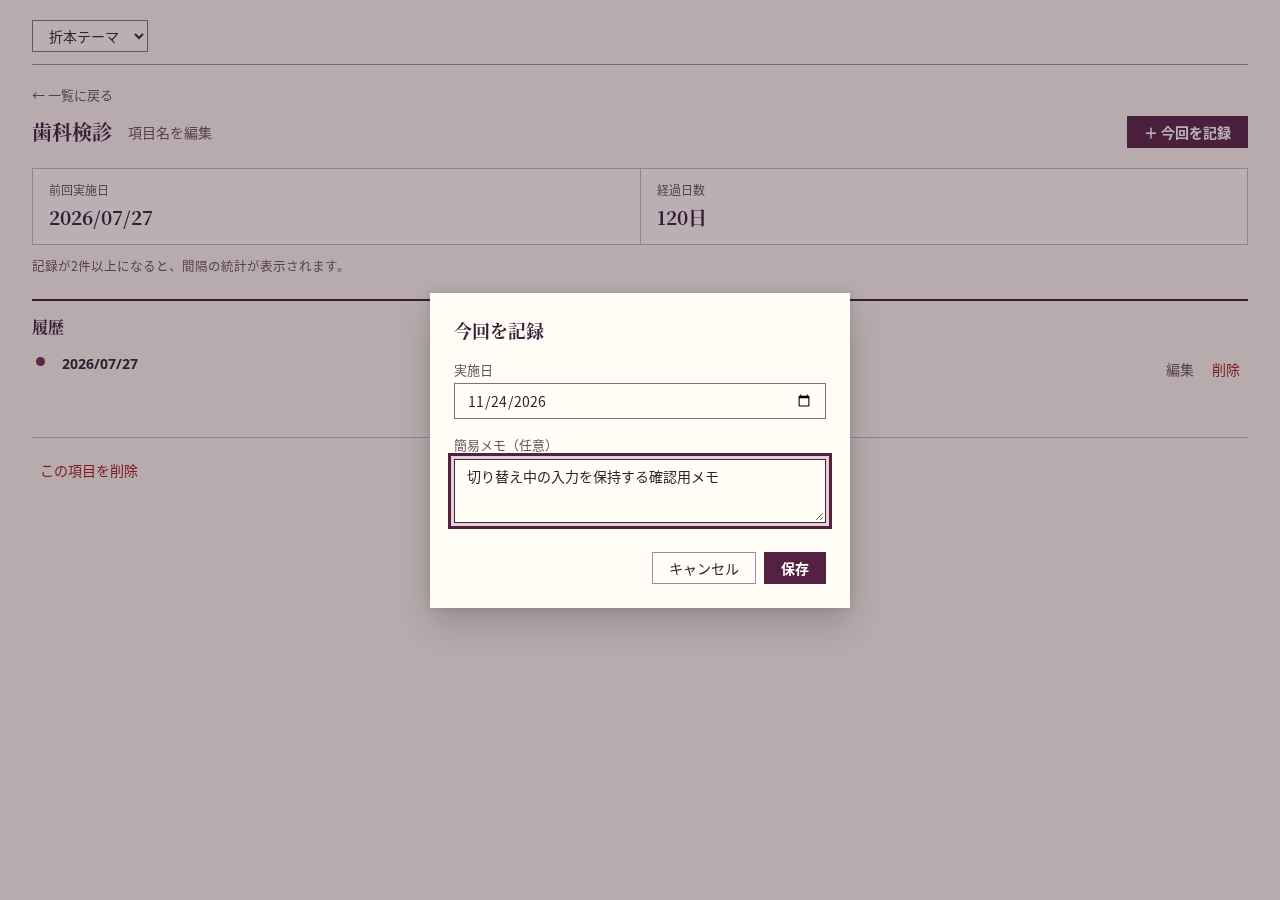 折本テーマ
← 一覧に戻る
歯科検診 項目名を編集
＋ 今回を記録
前回実施日
2026/07/27
経過日数
120日
記録が2件以上になると、間隔の統計が表示されます。
履歴
2026/07/27
編集 削除
この項目を削除
今回を記録
実施日
11/24/2026
簡易メモ（任意）
切り替え中の入力を保持する確認用メモ
キャンセル 保存